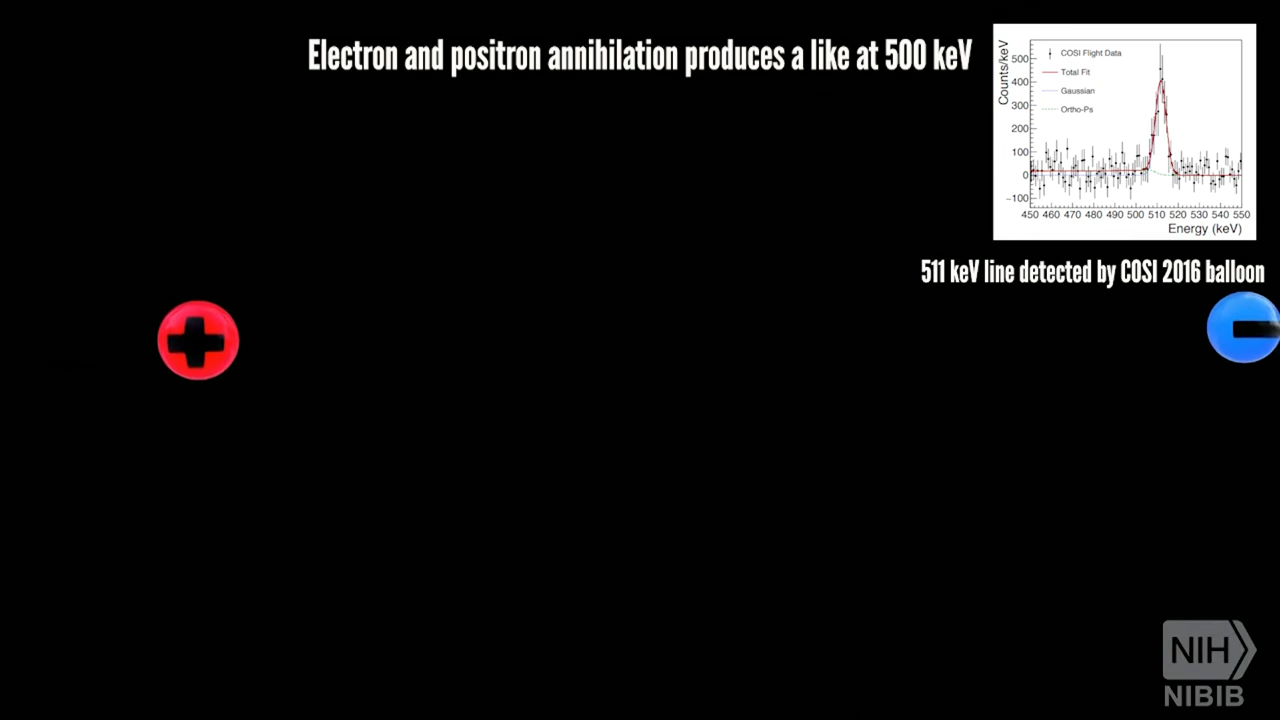 Electron and positron annihilation produces a like at 500 keV
Counts/keV
500
400
300
200
100
0
−100
COSI Flight Data
Total Fit
Gaussian
Ortho-Ps
450 460 470 480 490 500 510 520 530 540 550
Energy (keV)
511 keV line detected by COSI 2016 balloon
NIH
NIBIB